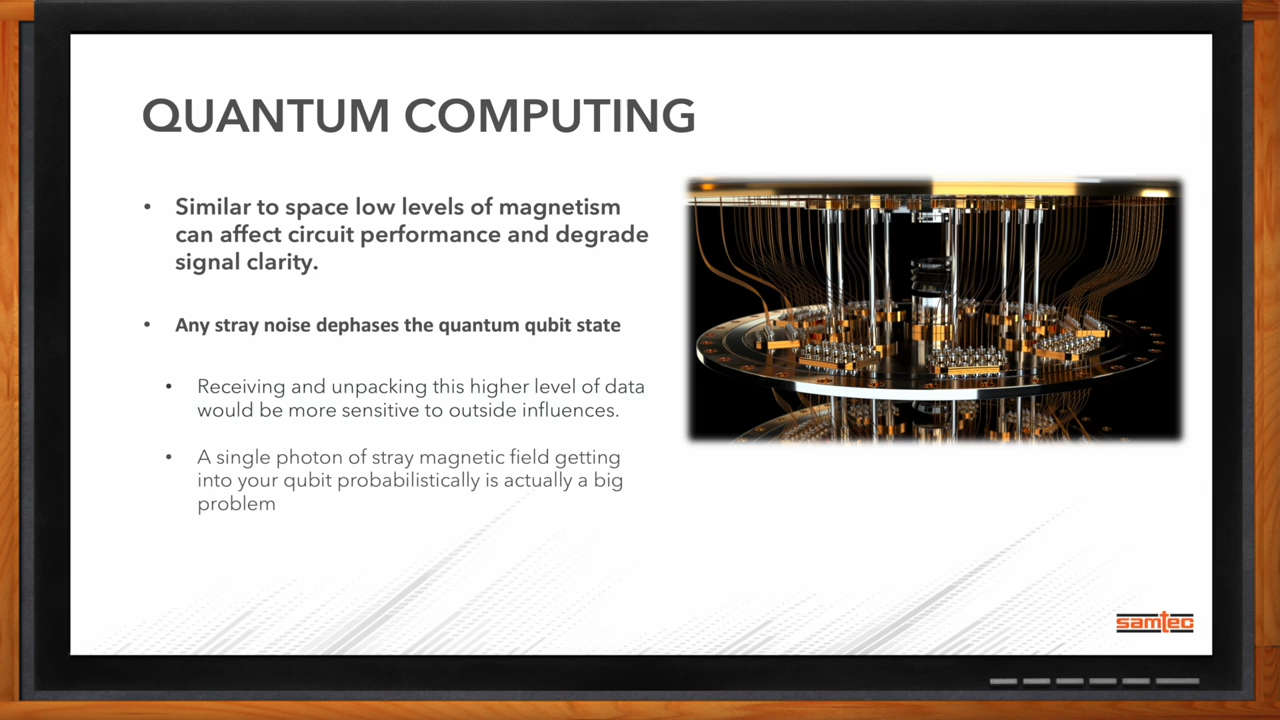 QUANTUM COMPUTING
• Similar to space low levels of magnetism
can affect circuit performance and degrade
signal clarity.
• Any stray noise dephases the quantum qubit state
• Receiving and unpacking this higher level of data
would be more sensitive to outside influences.
• A single photon of stray magnetic field getting
into your qubit probabilistically is actually a big
problem
samtec